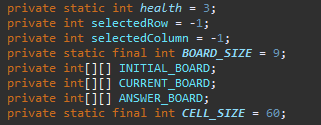 private static int health = 3;
private int selectedRow = -1;
private int selectedColumn = -1;
private static final int BOARD_SIZE = 9;
private int[][] INITIAL_BOARD;
private int[][] CURRENT_BOARD;
private int[][] ANSWER_BOARD;
private static final int CELL_SIZE = 60;